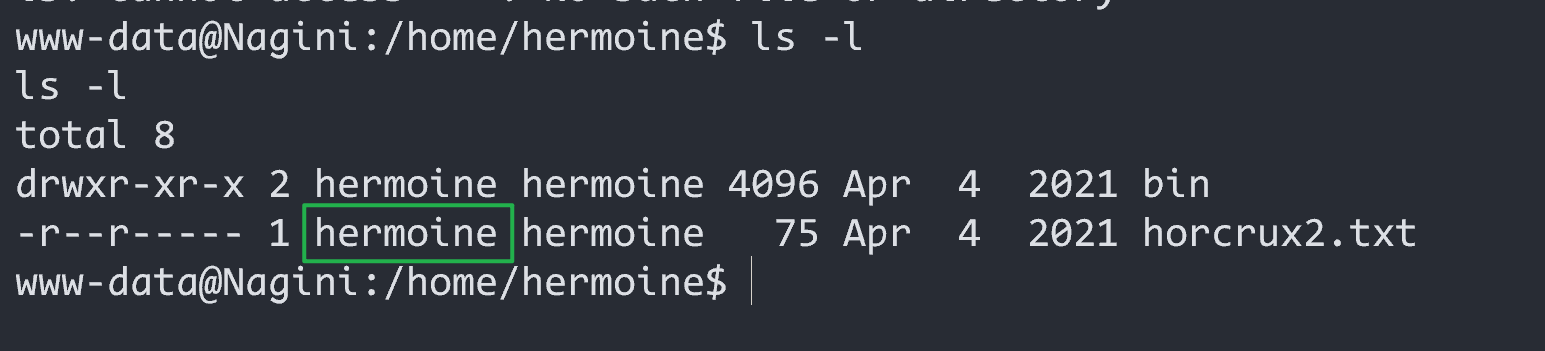 www-data@Nagini:/home/hermoine$ ls -l
ls -l
total 8
drwxr-xr-x 2 hermoine hermoine 4096 Apr  4  2021 bin
-r--r----- 1 hermoine hermoine   75 Apr  4  2021 horcrux2.txt
www-data@Nagini:/home/hermoine$